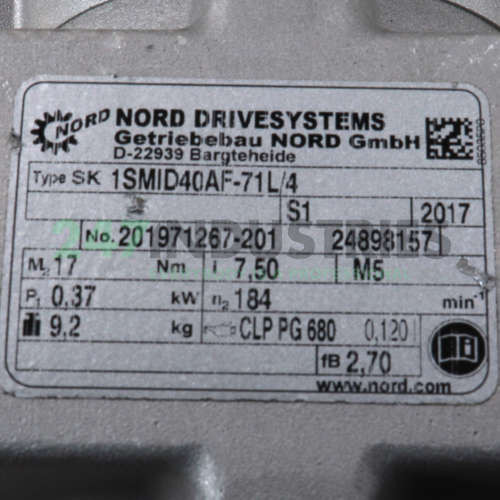 NORD NORD DRIVESYSTEMS
Getriebebau NORD GmbH
D-22939 Bargteheide
Type SK 1SMID40AF-71L/4
S1 2017
No. 201971267-201 24898157
M2 17 Nm i 7,50 M5
P1 0,37 kW n2 184 min-1
9,2 kg CLP PG 680 0,120 l
fB 2,70
www.nord.com
247 INDUSTRIES